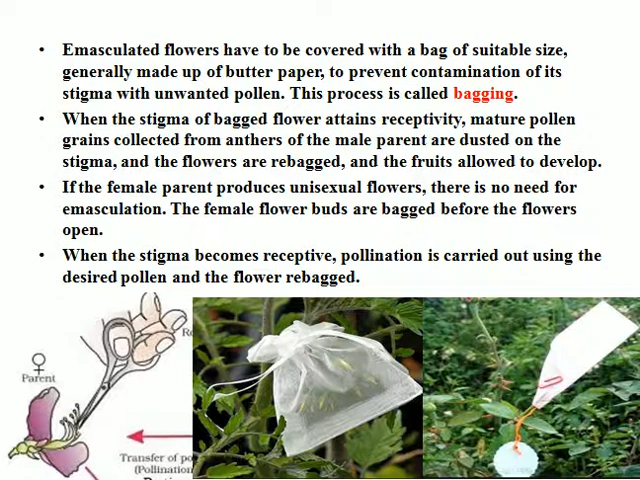 • Emasculated flowers have to be covered with a bag of suitable size,
generally made up of butter paper, to prevent contamination of its
stigma with unwanted pollen. This process is called bagging.
• When the stigma of bagged flower attains receptivity, mature pollen
grains collected from anthers of the male parent are dusted on the
stigma, and the flowers are rebagged, and the fruits allowed to develop.
• If the female parent produces unisexual flowers, there is no need for
emasculation. The female flower buds are bagged before the flowers
open.
• When the stigma becomes receptive, pollination is carried out using the
desired pollen and the flower rebagged.
♀
Parent
Transfer of
(Pollination